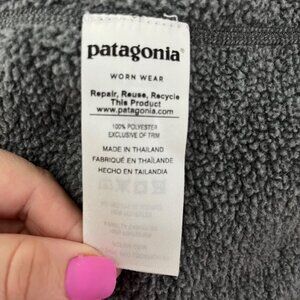 patagonia®
WORN WEAR
Repair, Reuse, Recycle
This Product
www.patagonia.com
100% POLYESTER
EXCLUSIVE OF TRIM
MADE IN THAILAND
FABRIQUÉ EN THAÏLANDE
HECHO EN TAILANDIA